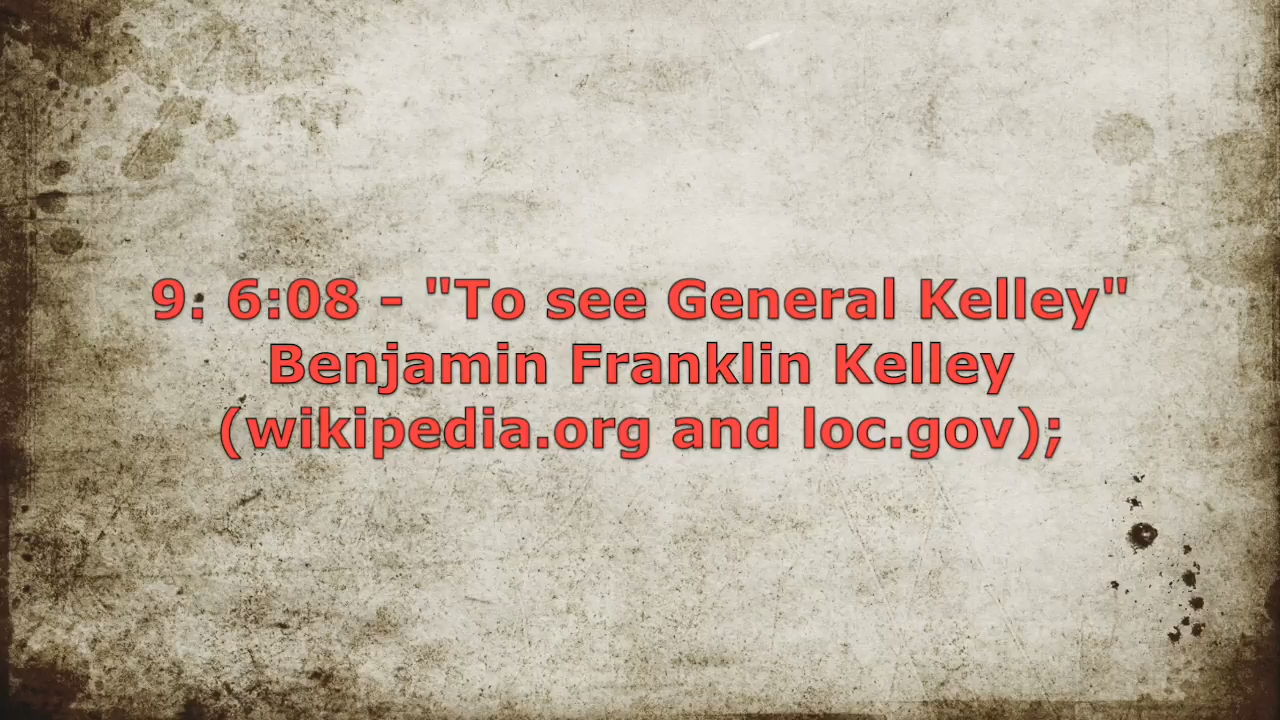 9: 6:08 - "To see General Kelley"
Benjamin Franklin Kelley
(wikipedia.org and loc.gov);